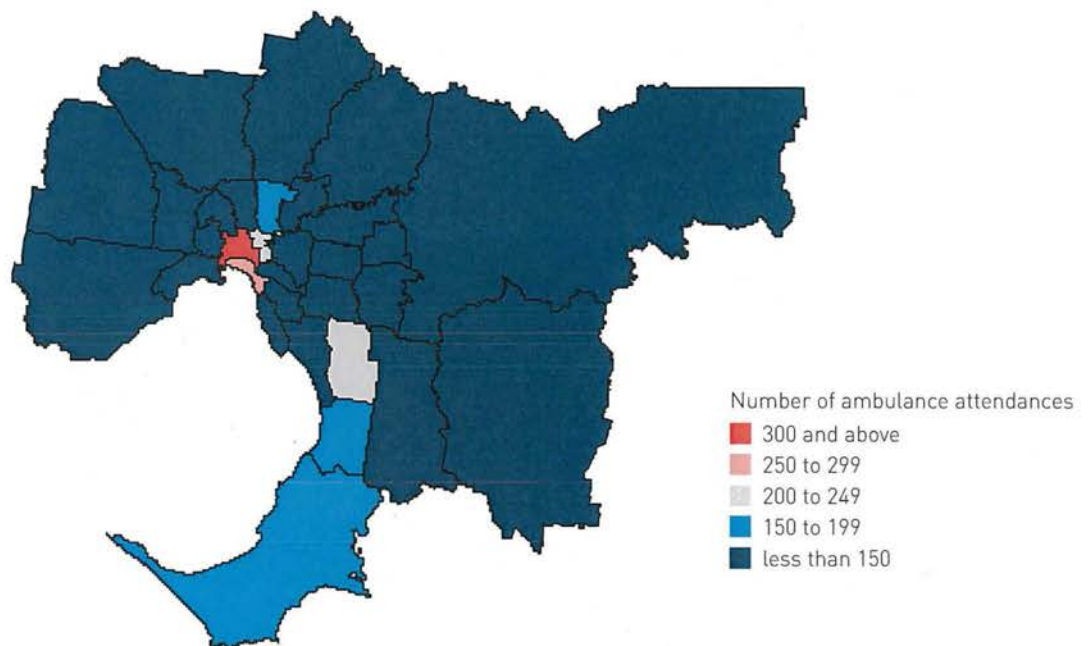 Number of ambulance attendances
300 and above
250 to 299
200 to 249
150 to 199
less than 150